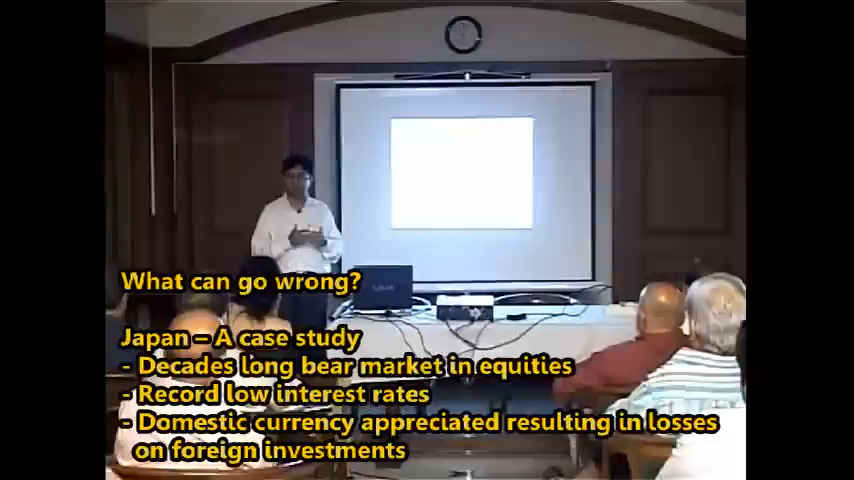 What can go wrong?
Japan – A case study
- Decades long bear market in equities
- Record low interest rates
- Domestic currency appreciated resulting in losses
on foreign investments